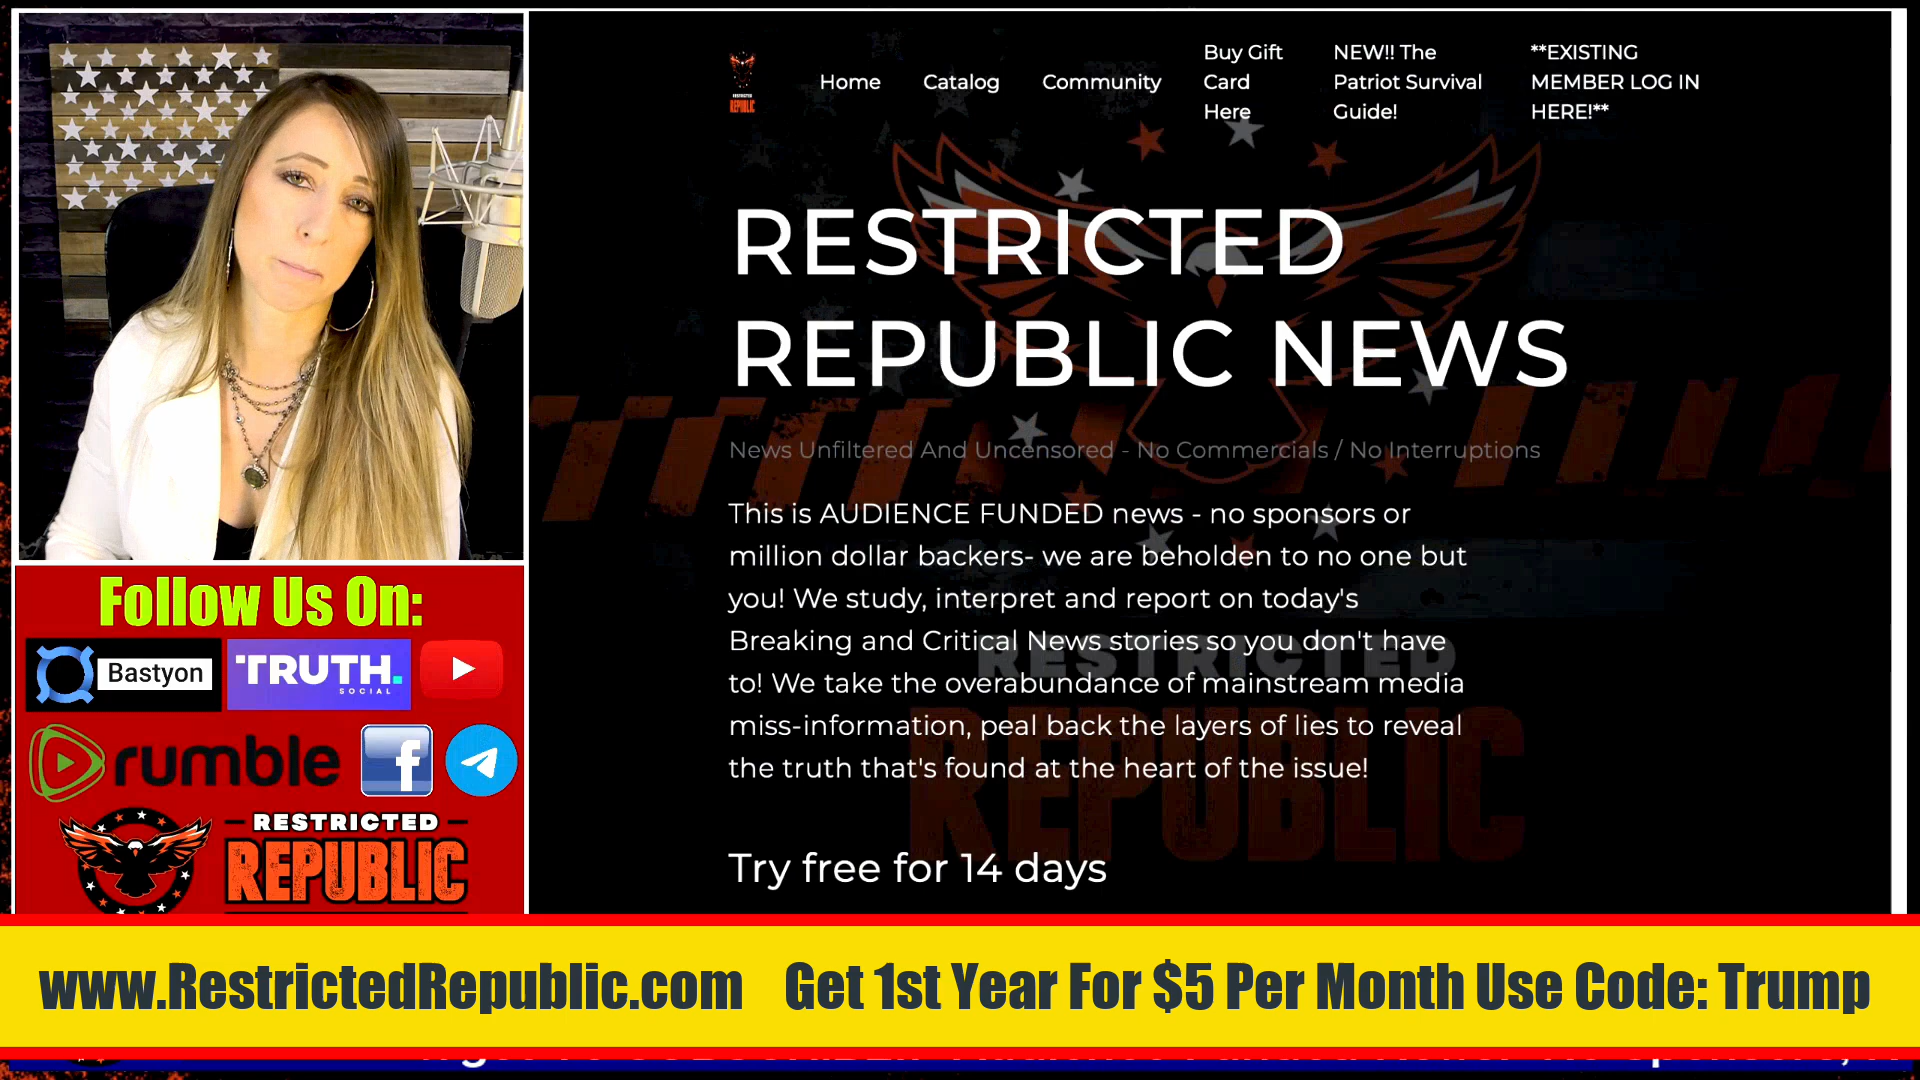 Home
Catalog
Community
Buy Gift
Card
Here
NEW!! The
Patriot Survival
Guide!
**EXISTING
MEMBER LOG IN
HERE!**
RESTRICTED
REPUBLIC
RESTRICTED
REPUBLIC NEWS
News Unfiltered And Uncensored - No Commercials / No Interruptions
This is AUDIENCE FUNDED news - no sponsors or
million dollar backers- we are beholden to no one but
you! We study, interpret and report on today's
Breaking and Critical News stories so you don't have
to! We take the overabundance of mainstream media
miss-information, peal back the layers of lies to reveal
the truth that's found at the heart of the issue!
RESTRICTED
REPUBLIC
Try free for 14 days
Follow Us On:
Bastyon
TRUTH.
SOCIAL
rumble
f
RESTRICTED
REPUBLIC
www.RestrictedRepublic.com Get 1st Year For $5 Per Month Use Code: Trump